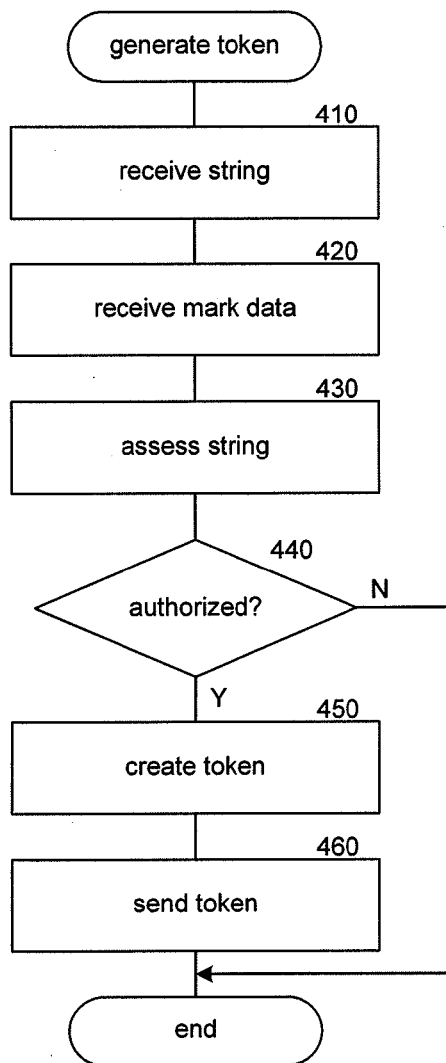 generate token
410
receive string
420
receive mark data
430
assess string
440
authorized?
N
Y
450
create token
460
send token
end